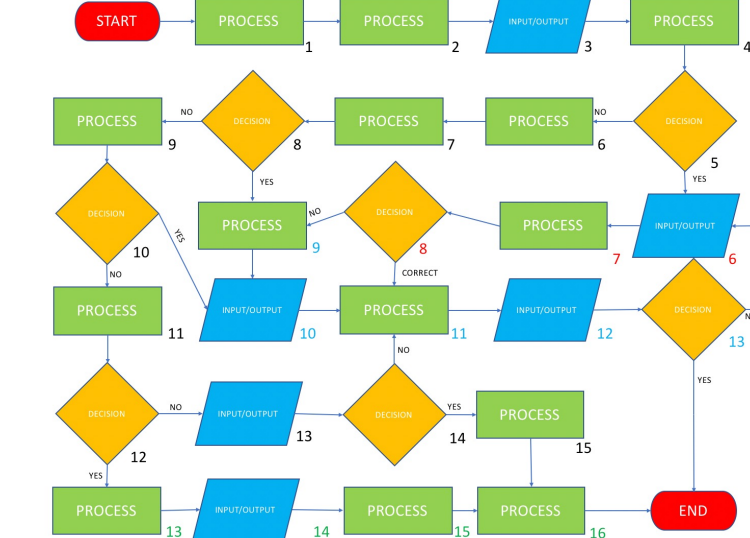 START
PROCESS
PROCESS
INPUT/OUTPUT
PROCESS
1
2
3
4
PROCESS
NO
DECISION
PROCESS
PROCESS
NO
DECISION
9
8
7
6
5
YES
YES
DECISION
YES
PROCESS
NO
DECISION
PROCESS
INPUT/OUTPUT
10
9
8
7
6
NO
CORRECT
PROCESS
INPUT/OUTPUT
PROCESS
INPUT/OUTPUT
DECISION
N
11
10
11
12
13
NO
YES
DECISION
NO
INPUT/OUTPUT
DECISION
YES
PROCESS
12
13
14
15
YES
PROCESS
INPUT/OUTPUT
PROCESS
PROCESS
END
13
14
15
16